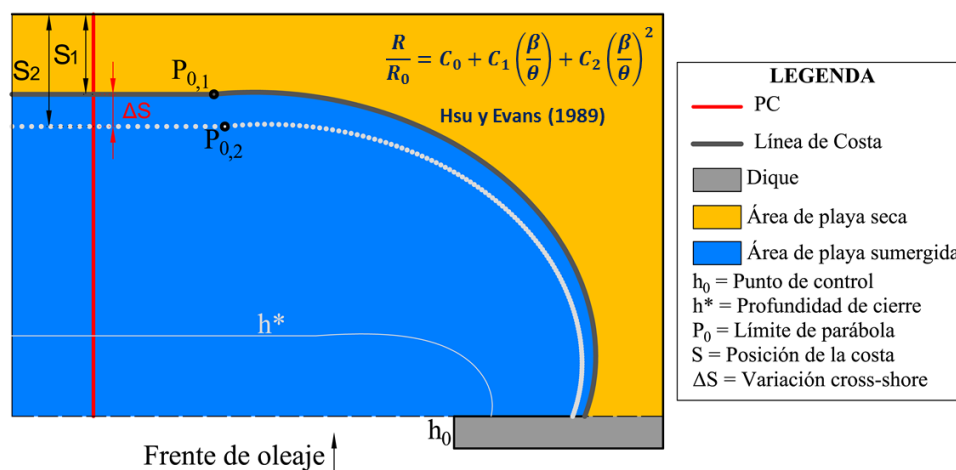 S₁
S₂
P₀,₁
ΔS
P₀,₂
R/R₀ = C₀ + C₁(β/θ) + C₂(β/θ)²
Hsu y Evans (1989)
h*
h₀
Frente de oleaje
LEGENDA
PC
Línea de Costa
Dique
Área de playa seca
Área de playa sumergida
h₀ = Punto de control
h* = Profundidad de cierre
P₀ = Límite de parábola
S = Posición de la costa
ΔS = Variación cross-shore